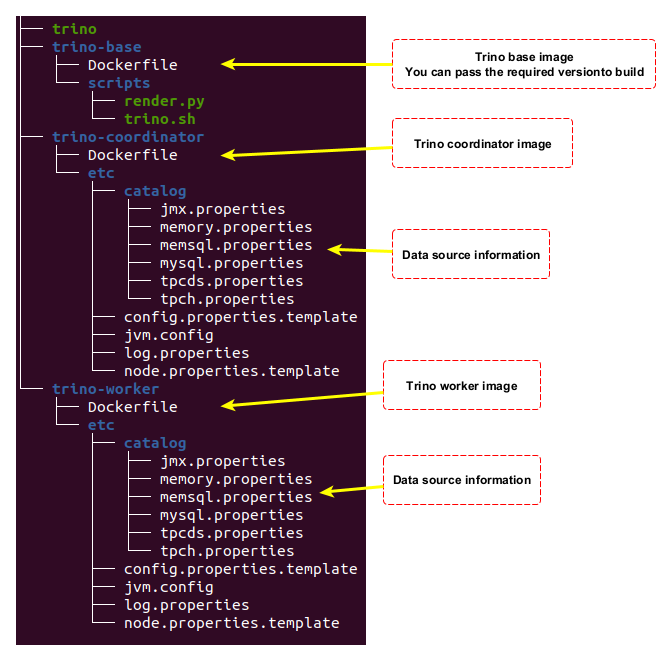 trino
trino-base
Dockerfile
scripts
render.py
trino.sh
trino-coordinator
Dockerfile
etc
catalog
jmx.properties
memory.properties
memsql.properties
mysql.properties
tpcds.properties
tpch.properties
config.properties.template
jvm.config
log.properties
node.properties.template
trino-worker
Dockerfile
etc
catalog
jmx.properties
memory.properties
memsql.properties
mysql.properties
tpcds.properties
tpch.properties
config.properties.template
jvm.config
log.properties
node.properties.template
Trino base image
You can pass the required versionto build
Trino coordinator image
Data source information
Trino worker image
Data source information